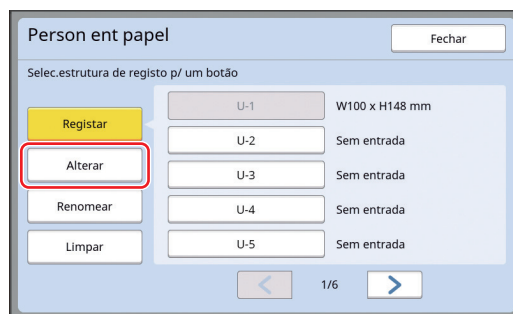 Person ent papel
Fechar
Selec.estrutura de registo p/ um botão
Registar
Alterar
Renomear
Limpar
U-1 W100 x H148 mm
U-2 Sem entrada
U-3 Sem entrada
U-4 Sem entrada
U-5 Sem entrada
1/6